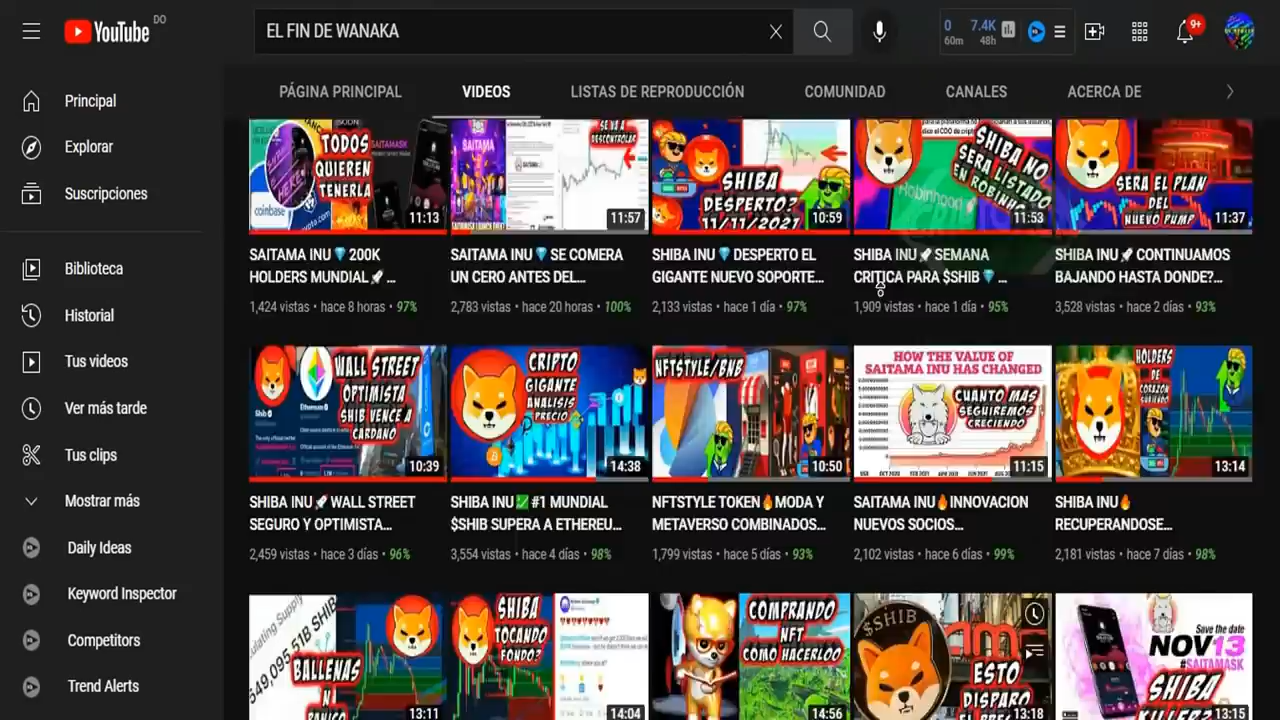 YouTube DO
EL FIN DE WANAKA
0 60m 7.4K 48h
9+
PÁGINA PRINCIPAL VIDEOS LISTAS DE REPRODUCCIÓN COMUNIDAD CANALES ACERCA DE
Principal
Explorar
Suscripciones
Biblioteca
Historial
Tus videos
Ver más tarde
Tus clips
Mostrar más
Daily Ideas
Keyword Inspector
Competitors
Trend Alerts
TODOS
QUIEREN
TENERLA
SAITAMASK
coinbase
11:13
SAITAMA INU💎200K
HOLDERS MUNDIAL🚀...
1,424 vistas • hace 8 horas • 97%
SE VA A
DESCONTROLAR
SAITAMA
11:57
SAITAMA INU💎SE COMERA
UN CERO ANTES DEL...
2,783 vistas • hace 20 horas • 100%
SHIBA
DESPERTO?
11/11/2021
10:59
SHIBA INU💎DESPERTO EL
GIGANTE NUEVO SOPORTE...
2,133 vistas • hace 1 día • 97%
SHIBA NO
SERA LISTADO
11:53
SHIBA INU🚀SEMANA
CRITICA PARA $SHIB💎...
1,909 vistas • hace 1 día • 95%
SERA EL PLAN
DEL
NUEVO PUMP
11:37
SHIBA INU🚀CONTINUAMOS
BAJANDO HASTA DONDE?...
3,528 vistas • hace 2 días • 93%
WALL STREET
OPTIMISTA
SHIB VENCE A
CARDANO
10:39
SHIBA INU🚀WALL STREET
SEGURO Y OPTIMISTA...
2,459 vistas • hace 3 días • 96%
CRIPTO
GIGANTE
ANALISIS
PRECIO
14:38
SHIBA INU💹#1 MUNDIAL
$SHIB SUPERA A ETHEREU...
3,554 vistas • hace 4 días • 98%
NFTSTYLE/BNB
10:50
NFTSTYLE TOKEN🔥MODA Y
METAVERSO COMBINADOS...
1,799 vistas • hace 5 días • 93%
HOW THE VALUE OF
SAITAMA INU HAS CHANGED
CUANTO MAS
SEGUIREMOS
CRECIENDO
11:15
SAITAMA INU🔥INNOVACION
NUEVOS SOCIOS...
2,102 vistas • hace 6 días • 99%
HOLDERS
DE
CORAZON
SUBIENDO
13:14
SHIBA INU🔥
RECUPERANDOSE...
2,181 vistas • hace 7 días • 98%
BALLENAS
13:11
SHIBA
TOCANDO
FONDO?
14:04
COMPRANDO
NFT
COMO HACERLOO
14:56
$SHIB
ESTO
DISPARO
13:18
Save the date
NOV13
#SAITAMASK
SHIBA
13:15